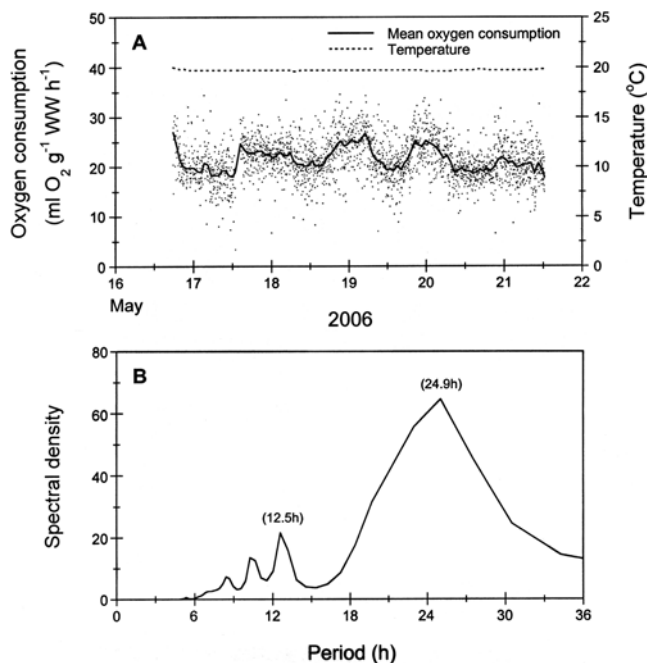 A
Mean oxygen consumption
Temperature
Oxygen consumption
(ml O₂ g⁻¹ WW h⁻¹)
50
40
30
20
10
0
25
20
15
10
5
0
Temperature (°C)
16
17
18
19
20
21
22
May
2006
B
(24.9h)
(12.5h)
Spectral density
80
60
40
20
0
0
6
12
18
24
30
36
Period (h)